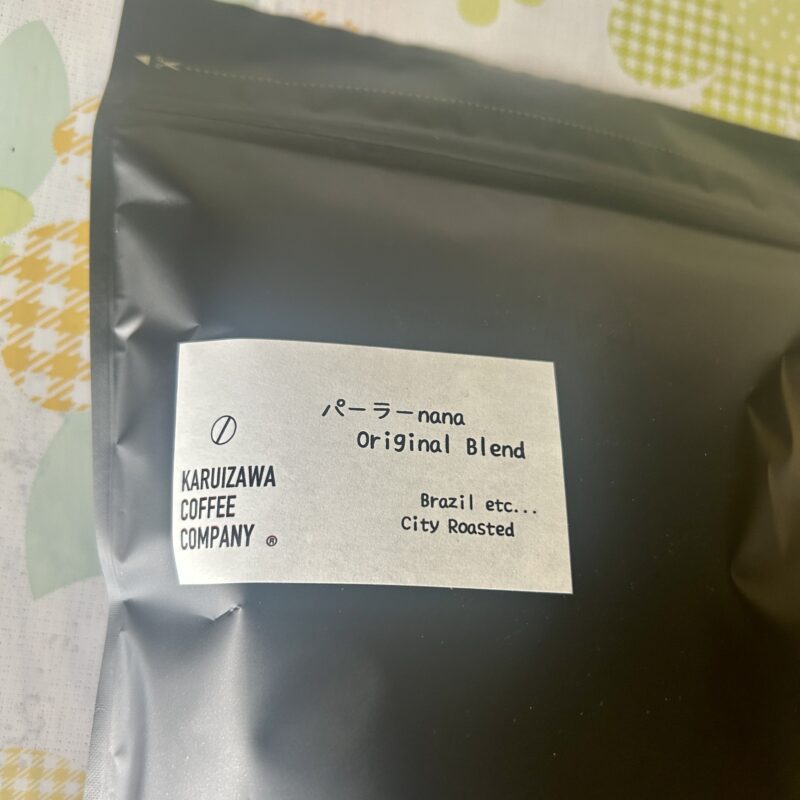 パーラーnana
Original Blend
KARUIZAWA
COFFEE
COMPANY ®
Brazil etc...
City Roasted